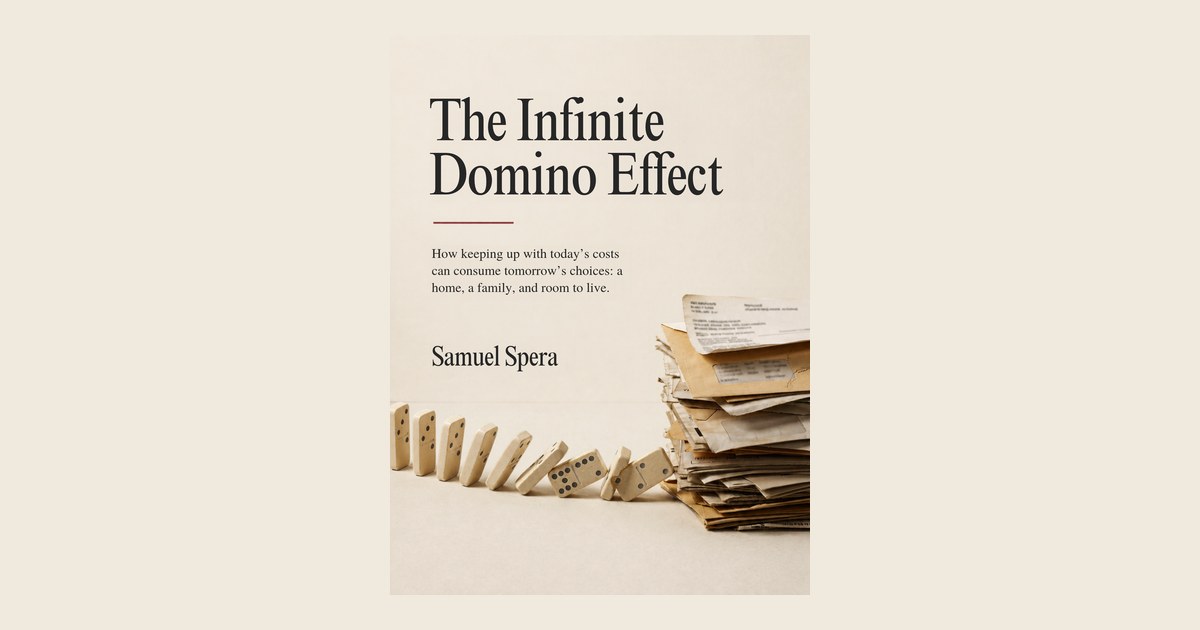 The Infinite
Domino Effect
How keeping up with today’s costs
can consume tomorrow’s choices: a
home, a family, and room to live.
Samuel Spera